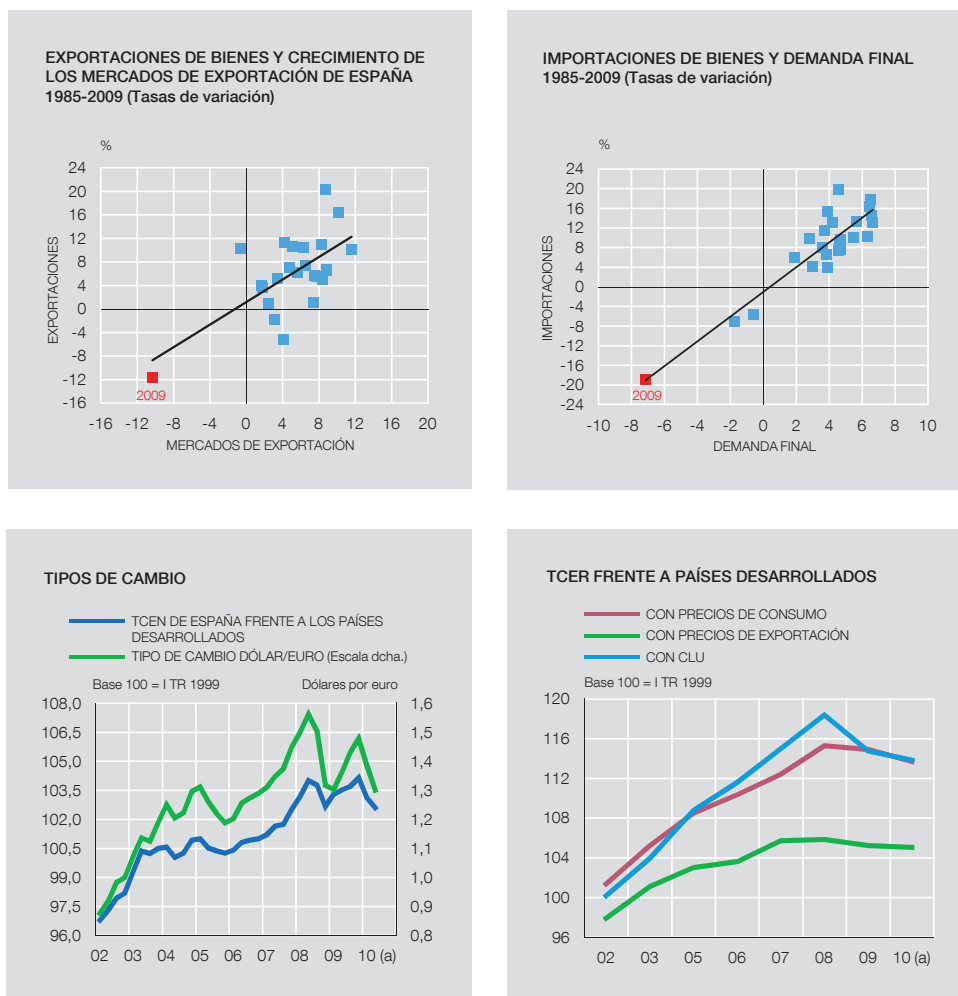 EXPORTACIONES DE BIENES Y CRECIMIENTO DE
LOS MERCADOS DE EXPORTACIÓN DE ESPAÑA
1985-2009 (Tasas de variación)
%
24
20
16
12
8
4
0
-4
-8
-12
-16
EXPORTACIONES
2009
-16 -12 -8 -4 0 4 8 12 16 20
MERCADOS DE EXPORTACIÓN
IMPORTACIONES DE BIENES Y DEMANDA FINAL
1985-2009 (Tasas de variación)
%
24
20
16
12
8
4
0
-4
-8
-12
-16
-20
-24
IMPORTACIONES
2009
-10 -8 -6 -4 -2 0 2 4 6 8 10
DEMANDA FINAL
TIPOS DE CAMBIO
TCEN DE ESPAÑA FRENTE A LOS PAÍSES
DESARROLLADOS
TIPO DE CAMBIO DÓLAR/EURO (Escala dcha.)
Base 100 = I TR 1999 Dólares por euro
108,0 1,6
106,5 1,5
105,0 1,4
103,5 1,3
102,0 1,2
100,5 1,1
99,0 1,0
97,5 0,9
96,0 0,8
02 03 04 05 06 07 08 09 10 (a)
TCER FRENTE A PAÍSES DESARROLLADOS
CON PRECIOS DE CONSUMO
CON PRECIOS DE EXPORTACIÓN
CON CLU
Base 100 = I TR 1999
120
116
112
108
104
100
96
02 03 05 06 07 08 09 10 (a)